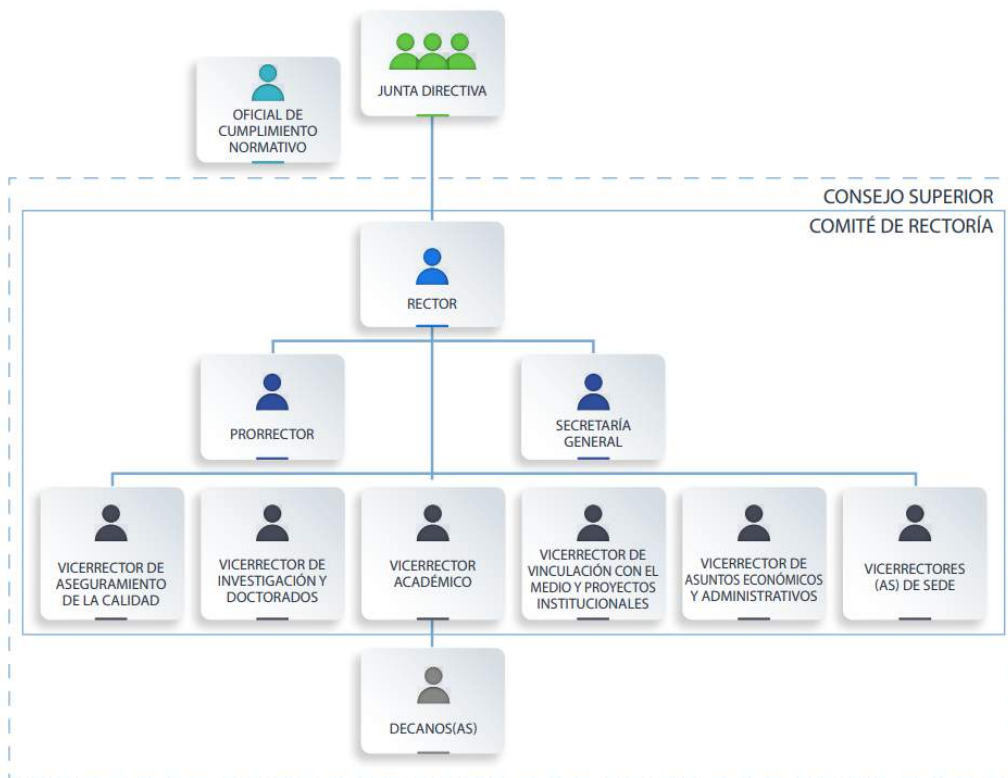 JUNTA DIRECTIVA
OFICIAL DE
CUMPLIMIENTO
NORMATIVO
CONSEJO SUPERIOR
COMITÉ DE RECTORÍA
RECTOR
PRORRECTOR
SECRETARÍA
GENERAL
VICERRECTOR DE
ASEGURAMIENTO
DE LA CALIDAD
VICERRECTOR DE
INVESTIGACIÓN Y
DOCTORADOS
VICERRECTOR
ACADÉMICO
VICERRECTOR DE
VINCULACIÓN CON EL
MEDIO Y PROYECTOS
INSTITUCIONALES
VICERRECTOR DE
ASUNTOS ECONÓMICOS
Y ADMINISTRATIVOS
VICERRECTORES
(AS) DE SEDE
DECANOS(AS)